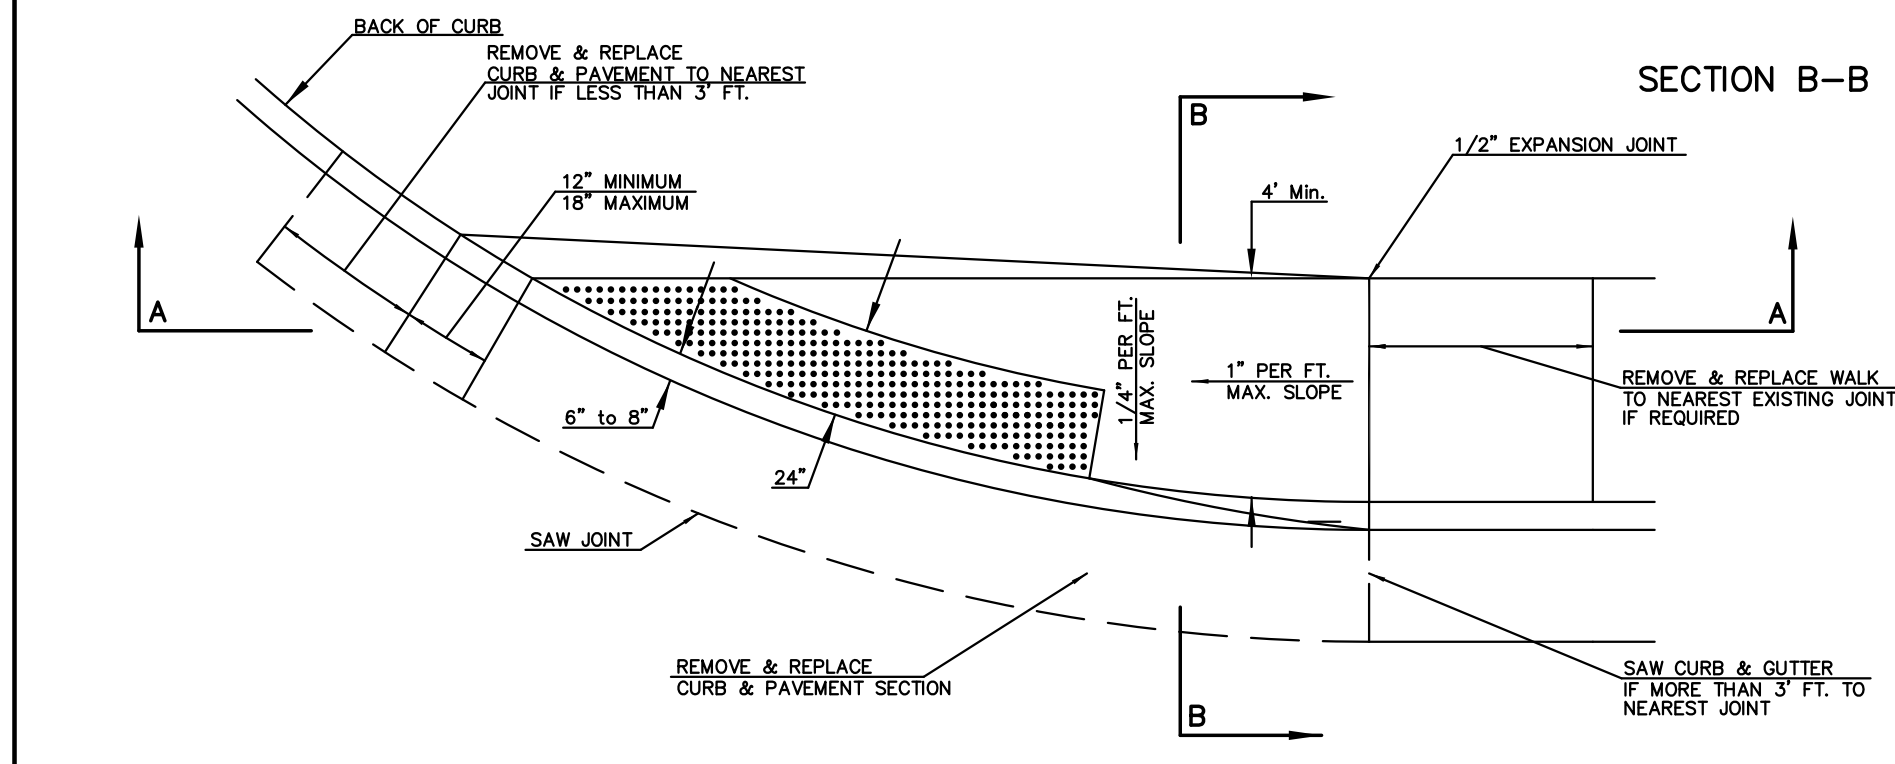 BACK OF CURB
REMOVE & REPLACE
CURB & PAVEMENT TO NEAREST
JOINT IF LESS THAN 3' FT.
SECTION B-B
B
1/2" EXPANSION JOINT
12" MINIMUM
18" MAXIMUM
4' Min.
A
A
1/4" PER FT.
MAX. SLOPE
1" PER FT.
MAX. SLOPE
REMOVE & REPLACE WALK
TO NEAREST EXISTING JOINT
IF REQUIRED
6" to 8"
24"
SAW JOINT
REMOVE & REPLACE
CURB & PAVEMENT SECTION
SAW CURB & GUTTER
IF MORE THAN 3' FT. TO
NEAREST JOINT
B